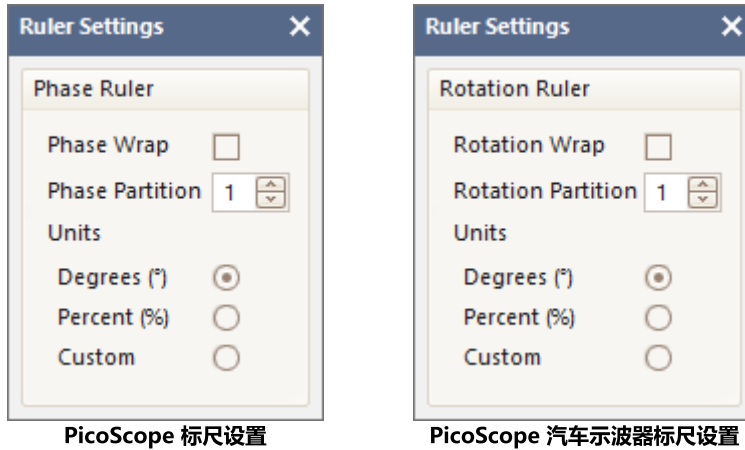 Ruler Settings
Phase Ruler
Phase Wrap
Phase Partition 1
Units
Degrees (°)
Percent (%)
Custom
PicoScope 标尺设置
Ruler Settings
Rotation Ruler
Rotation Wrap
Rotation Partition 1
Units
Degrees (°)
Percent (%)
Custom
PicoScope 汽车示波器标尺设置